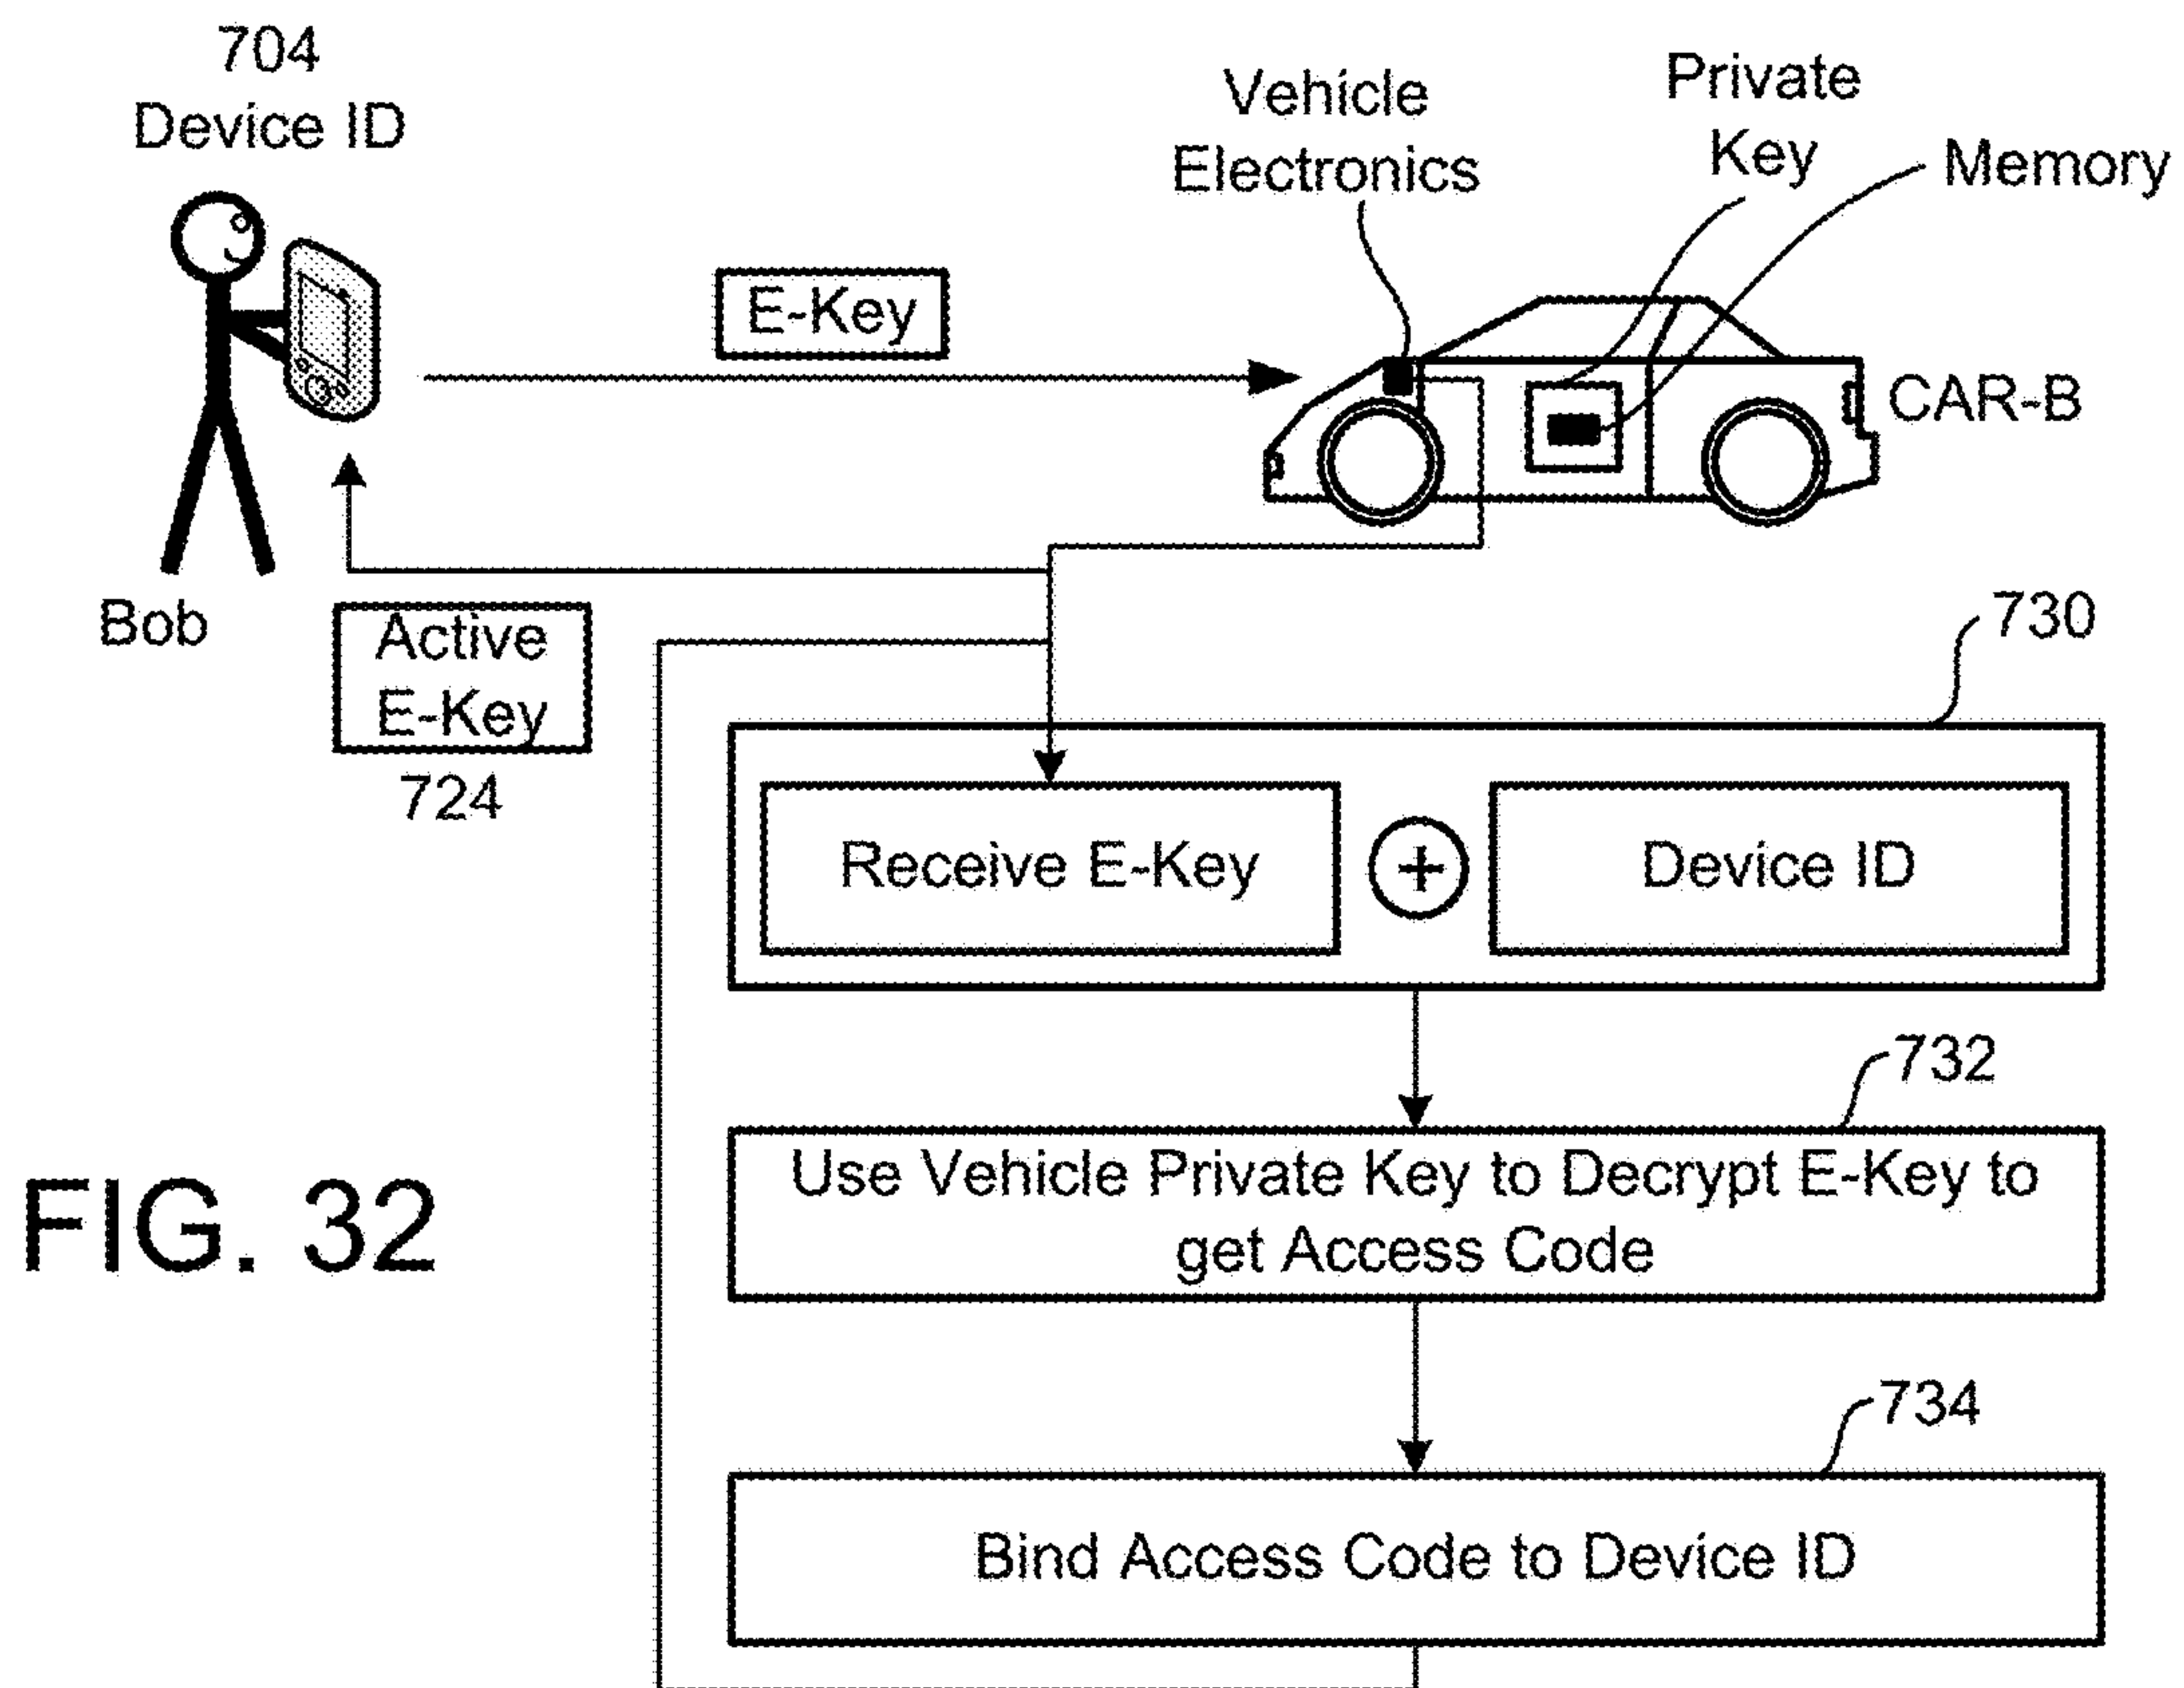 704
Device ID
Vehicle
Electronics
Private
Key
Memory
E-Key
CAR-B
Bob
Active
E-Key
724
730
Receive E-Key
+
Device ID
732
Use Vehicle Private Key to Decrypt E-Key to
get Access Code
FIG. 32
734
Bind Access Code to Device ID